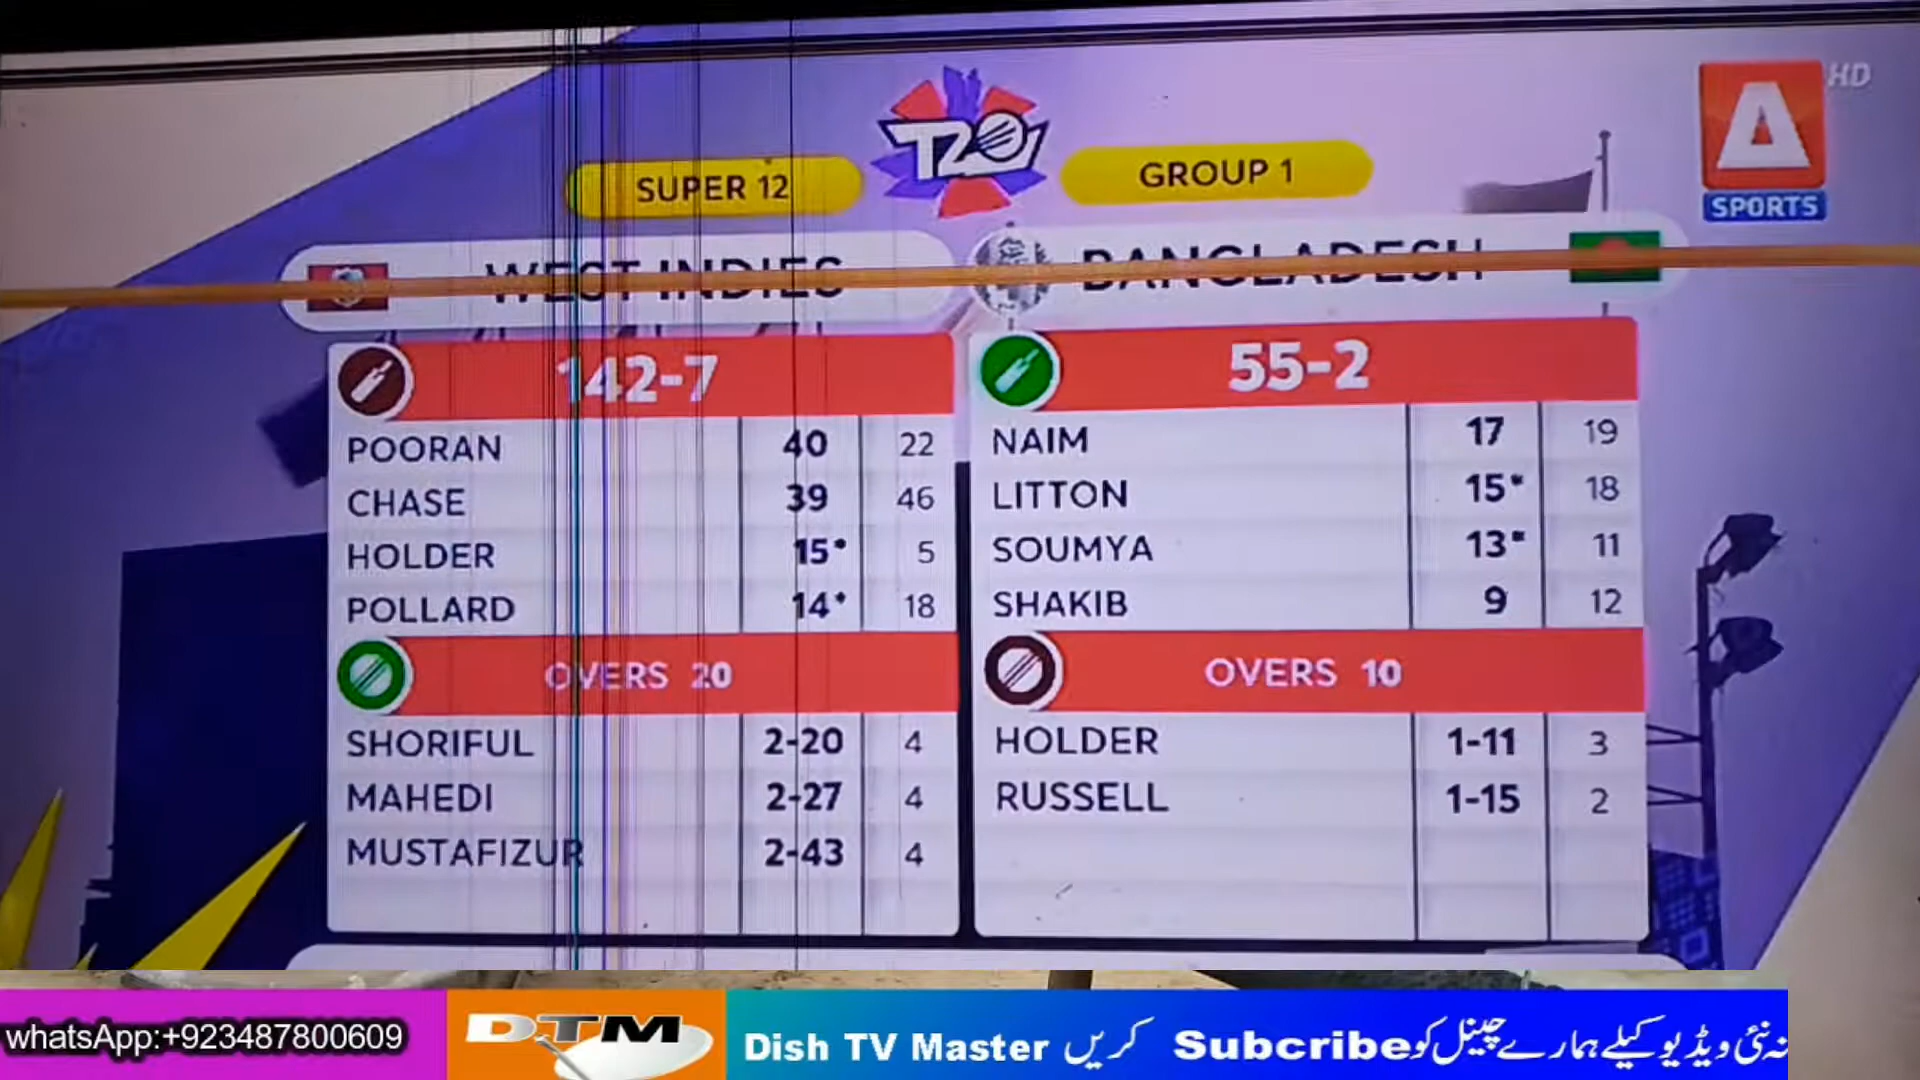 HD
A
SPORTS
T20
SUPER 12
GROUP 1
WEST INDIES
BANGLADESH
142-7
POORAN 40 22
CHASE 39 46
HOLDER 15* 5
POLLARD 14* 18
OVERS 20
SHORIFUL 2-20 4
MAHEDI 2-27 4
MUSTAFIZUR 2-43 4
55-2
NAIM 17 19
LITTON 15* 18
SOUMYA 13* 11
SHAKIB 9 12
OVERS 10
HOLDER 1-11 3
RUSSELL 1-15 2
whatsApp:+923487800609
DTM
نئی ویڈیو کیلے ہمارے چینل کو Subcribe کریں Dish TV Master